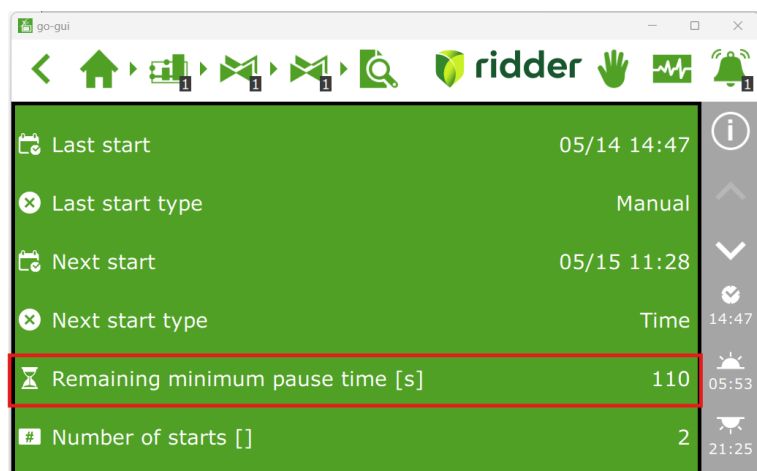 go-gui
1
1
1
ridder
1
Last start 05/14 14:47
Last start type Manual
Next start 05/15 11:28
Next start type Time
14:47
Remaining minimum pause time [s] 110
05:53
# Number of starts [] 2
21:25